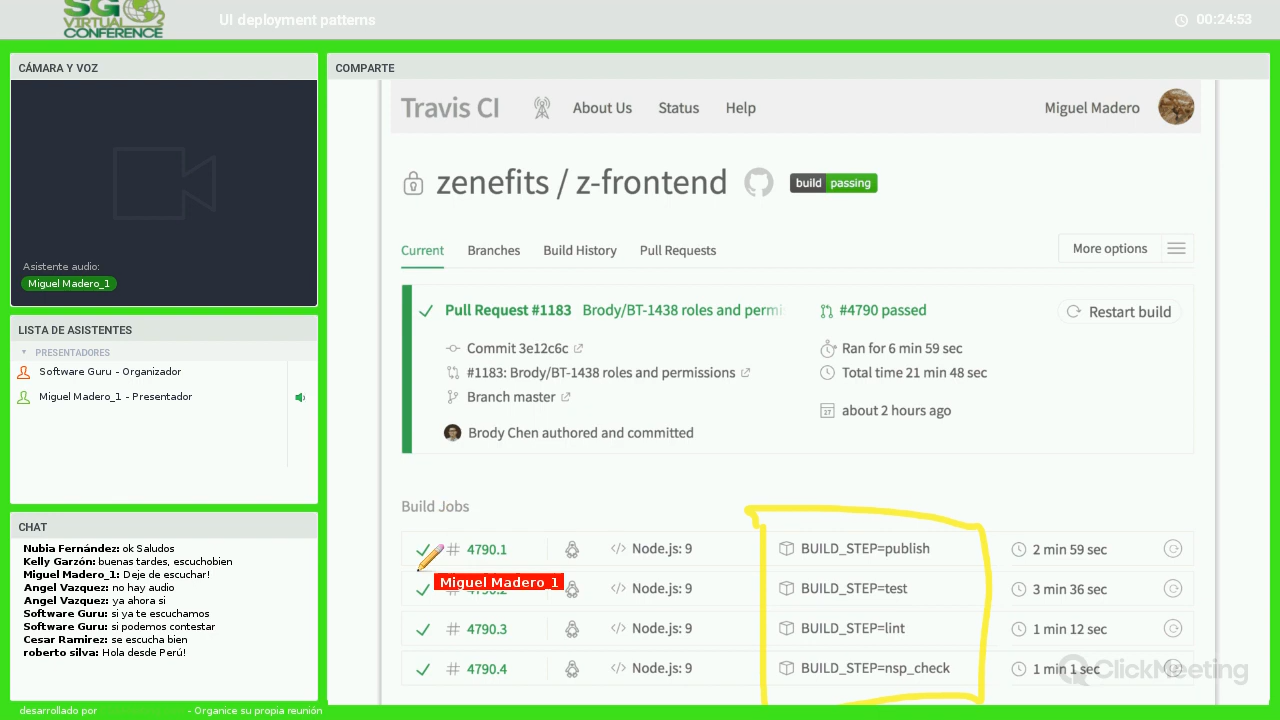 SG
VIRTUAL
CONFERENCE
UI deployment patterns
00:24:53
CÁMARA Y VOZ
Asistente audio:
Miguel Madero_1
LISTA DE ASISTENTES
PRESENTADORES
Software Guru - Organizador
Miguel Madero_1 - Presentador
CHAT
Nubia Fernández: ok Saludos
Kelly Garzón: buenas tardes, escuchobien
Miguel Madero_1: Deje de escuchar!
Angel Vazquez: no hay audio
Angel Vazquez: ya ahora si
Software Guru: si ya te escuchamos
Software Guru: si podemos contestar
Cesar Ramirez: se escucha bien
roberto silva: Hola desde Perú!
desarrollado por - Organice su propia reunión
COMPARTE
Travis CI About Us Status Help Miguel Madero
zenefits / z-frontend build passing
Current Branches Build History Pull Requests More options
Pull Request #1183 Brody/BT-1438 roles and permi
#4790 passed
Restart build
Commit 3e12c6c
Ran for 6 min 59 sec
#1183: Brody/BT-1438 roles and permissions
Total time 21 min 48 sec
Branch master
27 about 2 hours ago
Brody Chen authored and committed
Build Jobs
# 4790.1 </> Node.js: 9 BUILD_STEP=publish 2 min 59 sec
Miguel Madero_1
# 4790.2 </> Node.js: 9 BUILD_STEP=test 3 min 36 sec
# 4790.3 </> Node.js: 9 BUILD_STEP=lint 1 min 12 sec
# 4790.4 </> Node.js: 9 BUILD_STEP=nsp_check 1 min 1 sec
ClickMeeting